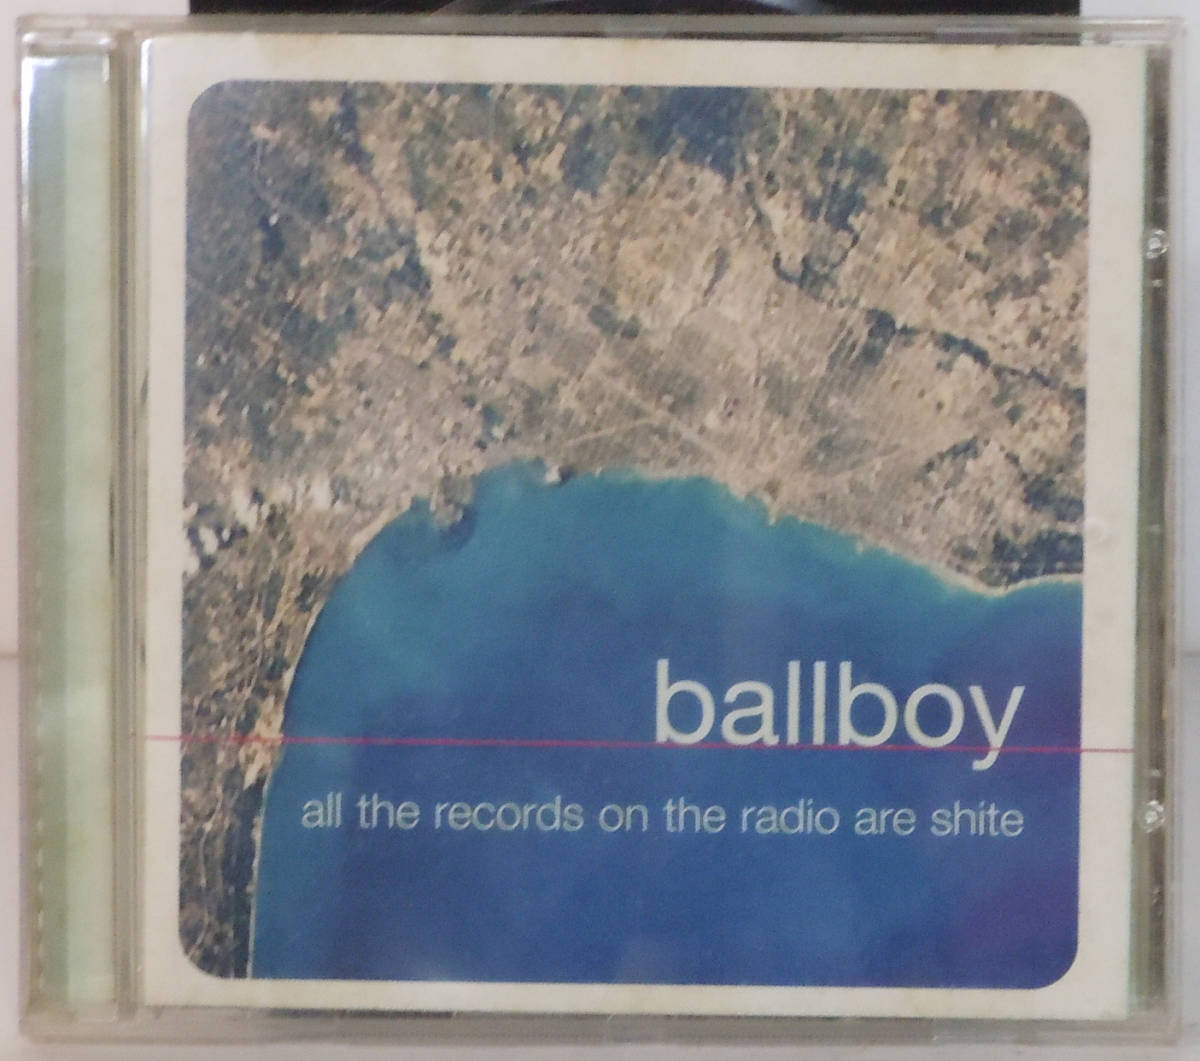 ballboy
all the records on the radio are shite